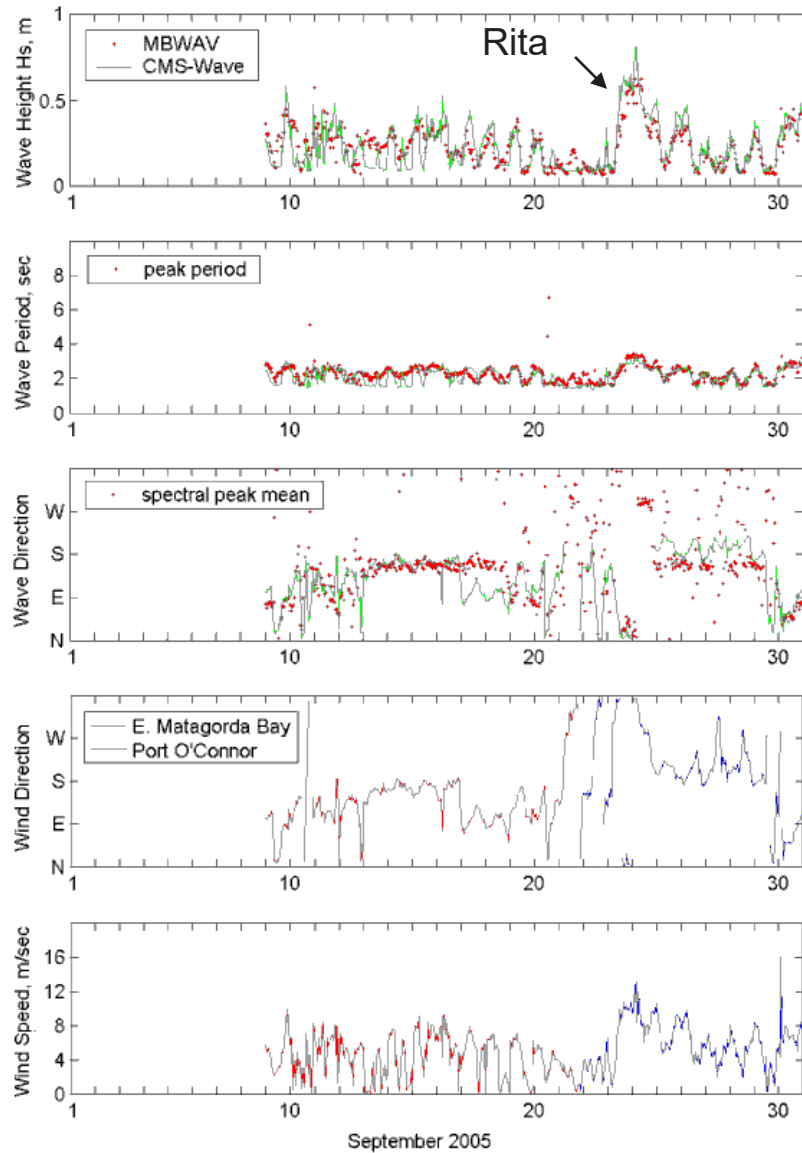 Wave Height Hs, m
1
0.5
0
MBWAV
CMS-Wave
Rita
1 10 20 30
Wave Period, sec
8
6
4
2
0
peak period
1 10 20 30
Wave Direction
W
S
E
N
spectral peak mean
1 10 20 30
Wind Direction
W
S
E
N
E. Matagorda Bay
Port O'Connor
1 10 20 30
Wind Speed, m/sec
16
12
8
4
0
1 10 20 30
September 2005